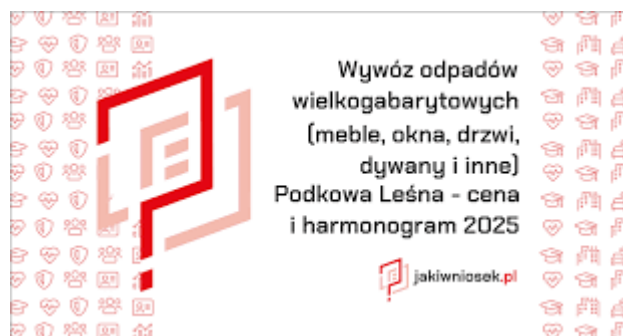 Wywóz odpadów
wielkogabarytowych
(meble, okna, drzwi,
dywany i inne)
Podkowa Leśna - cena
i harmonogram 2025
jakiwniosek.pl